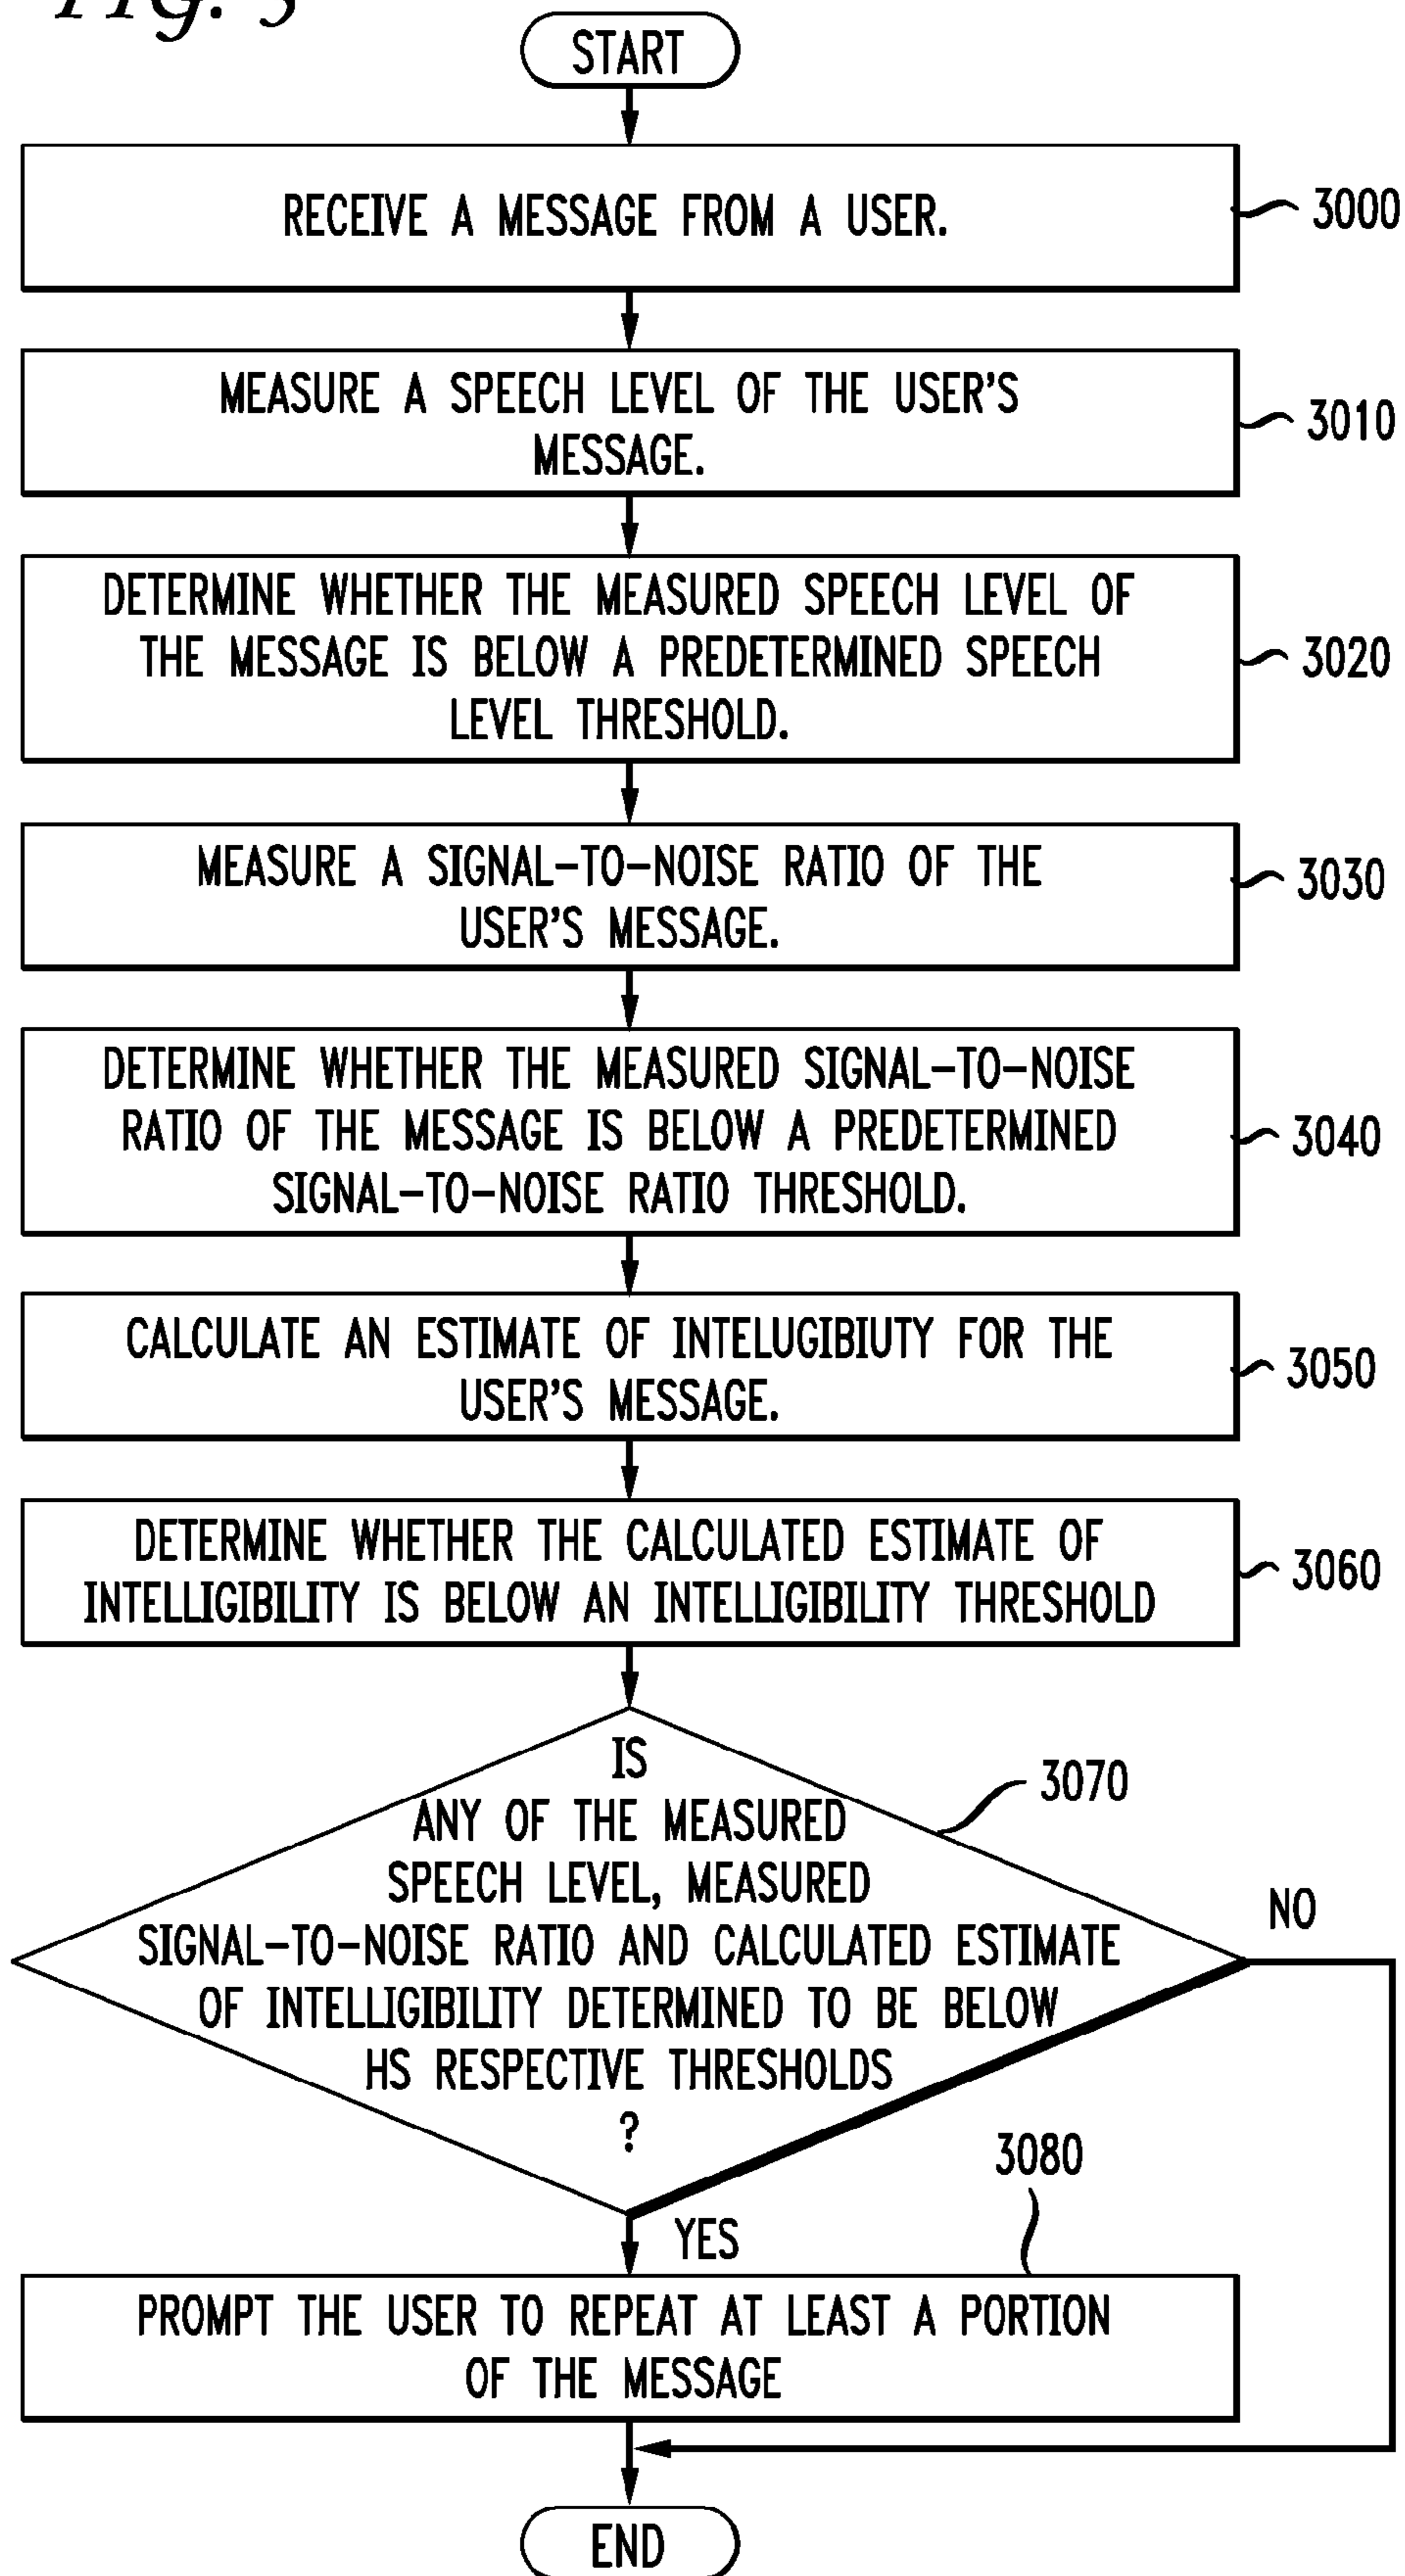 FIG. 3
START
RECEIVE A MESSAGE FROM A USER.
3000
MEASURE A SPEECH LEVEL OF THE USER'S
MESSAGE.
3010
DETERMINE WHETHER THE MEASURED SPEECH LEVEL OF
THE MESSAGE IS BELOW A PREDETERMINED SPEECH
LEVEL THRESHOLD.
3020
MEASURE A SIGNAL-TO-NOISE RATIO OF THE
USER'S MESSAGE.
3030
DETERMINE WHETHER THE MEASURED SIGNAL-TO-NOISE
RATIO OF THE MESSAGE IS BELOW A PREDETERMINED
SIGNAL-TO-NOISE RATIO THRESHOLD.
3040
CALCULATE AN ESTIMATE OF INTELUGIBIUTY FOR THE
USER'S MESSAGE.
3050
DETERMINE WHETHER THE CALCULATED ESTIMATE OF
INTELLIGIBILITY IS BELOW AN INTELLIGIBILITY THRESHOLD
3060
IS
ANY OF THE MEASURED
SPEECH LEVEL, MEASURED
SIGNAL-TO-NOISE RATIO AND CALCULATED ESTIMATE
OF INTELLIGIBILITY DETERMINED TO BE BELOW
HS RESPECTIVE THRESHOLDS
?
3070
NO
YES
3080
PROMPT THE USER TO REPEAT AT LEAST A PORTION
OF THE MESSAGE
END